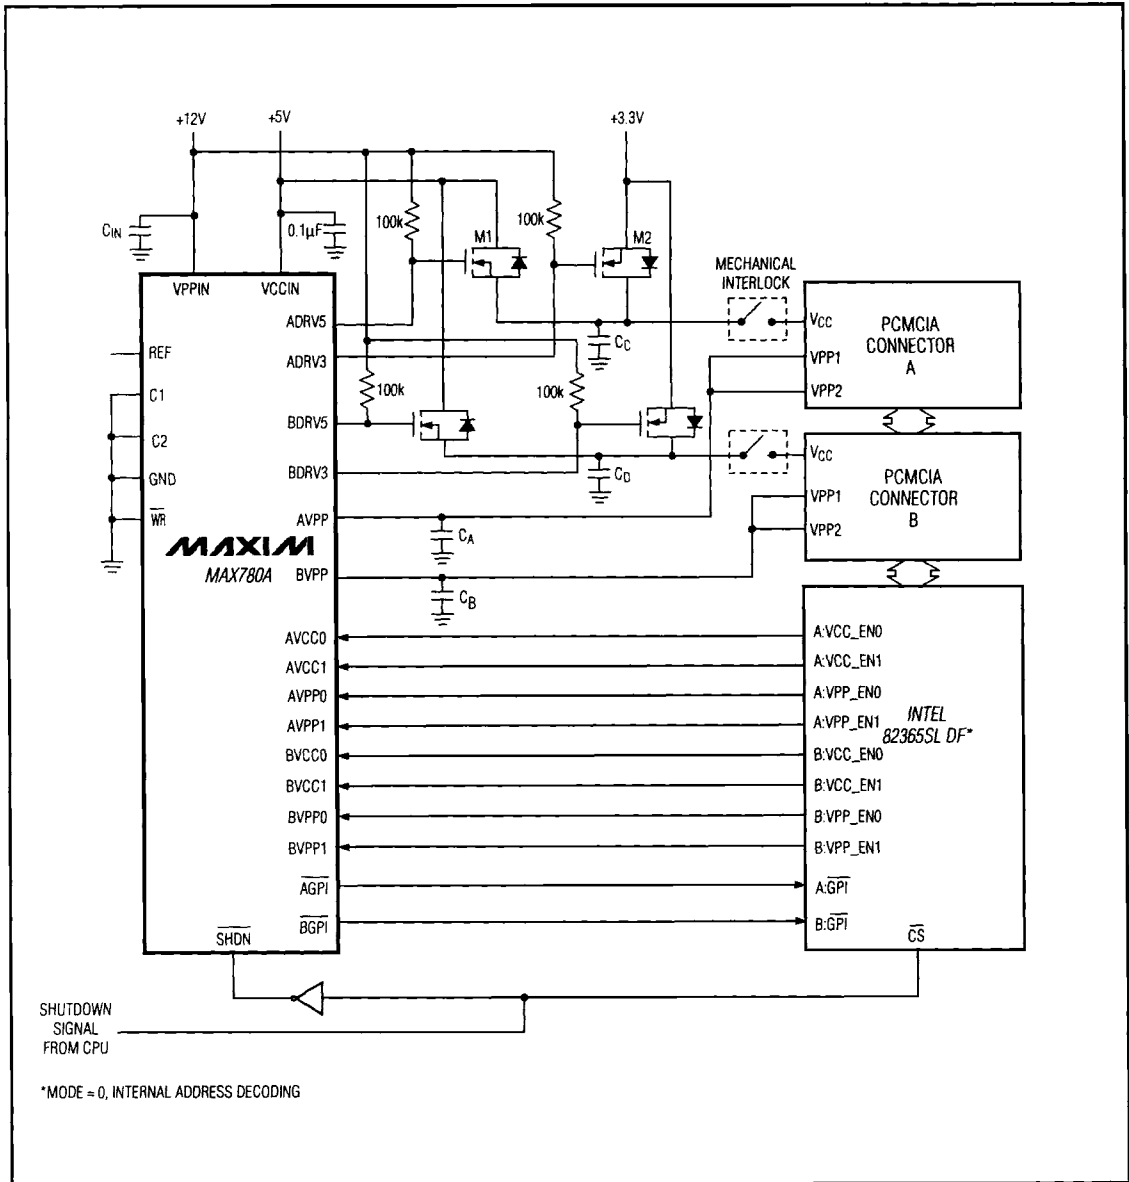 +12V
+5V
+3.3V
CIN
0.1µF
100k
M1
100k
M2
MECHANICAL
INTERLOCK
VPPIN
VCCIN
ADRV5
ADRV3
BDRV5
BDRV3
AVPP
BVPP
AVCC0
AVCC1
AVPP0
AVPP1
BVCC0
BVCC1
BVPP0
BVPP1
AGPI
BGPI
REF
C1
C2
GND
WR
MAXIM
MAX780A
SHDN
100k
100k
CC
CD
CA
CB
VCC
VPP1
VPP2
PCMCIA
CONNECTOR
A
VCC
VPP1
VPP2
PCMCIA
CONNECTOR
B
A:VCC_EN0
A:VCC_EN1
A:VPP_EN0
A:VPP_EN1
B:VCC_EN0
B:VCC_EN1
B:VPP_EN0
B:VPP_EN1
A:GPI
B:GPI
INTEL
82365SL DF*
CS
SHUTDOWN
SIGNAL
FROM CPU
*MODE = 0, INTERNAL ADDRESS DECODING